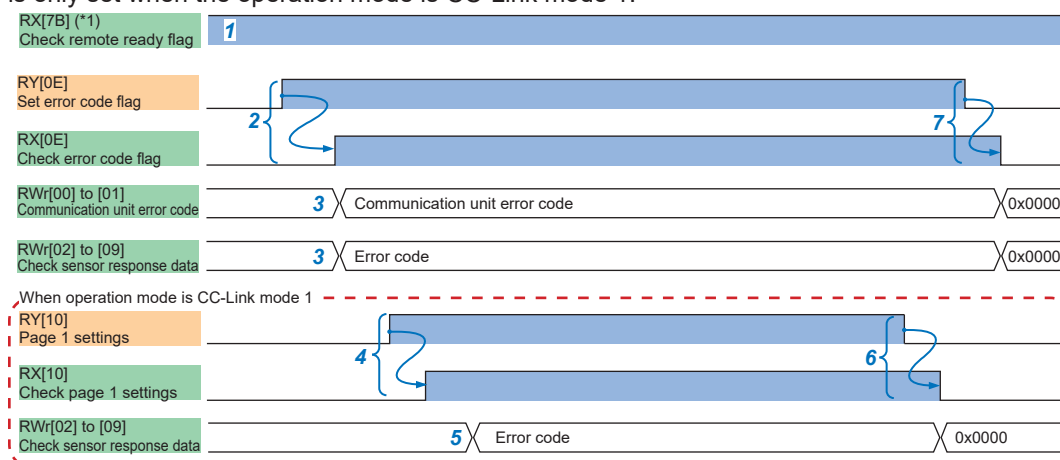 is only set when the operation mode is CC-Link mode 1.
RX[7B] (*1)
Check remote ready flag
1
RY[0E]
Set error code flag
2
7
RX[0E]
Check error code flag
RWr[00] to [01]
Communication unit error code
3
Communication unit error code
0x0000
RWr[02] to [09]
Check sensor response data
3
Error code
0x0000
When operation mode is CC-Link mode 1
RY[10]
Page 1 settings
4
6
RX[10]
Check page 1 settings
RWr[02] to [09]
Check sensor response data
5
Error code
0x0000